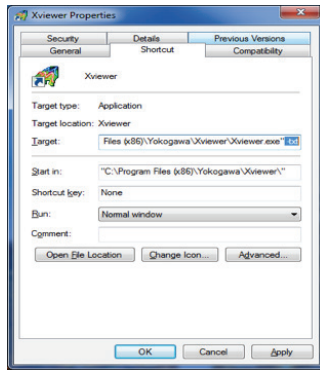 Xviewer Properties
Security Details Previous Versions
General Shortcut Compatibility
Xviewer
Target type: Application
Target location: Xviewer
Target: Files (x86)\Yokogawa\Xviewer\Xviewer.exe"
Start in: "C:\Program Files (x86)\Yokogawa\Xviewer\"
Shortcut key: None
Run: Normal window
Comment:
Open File Location Change Icon... Advanced...
OK Cancel Apply